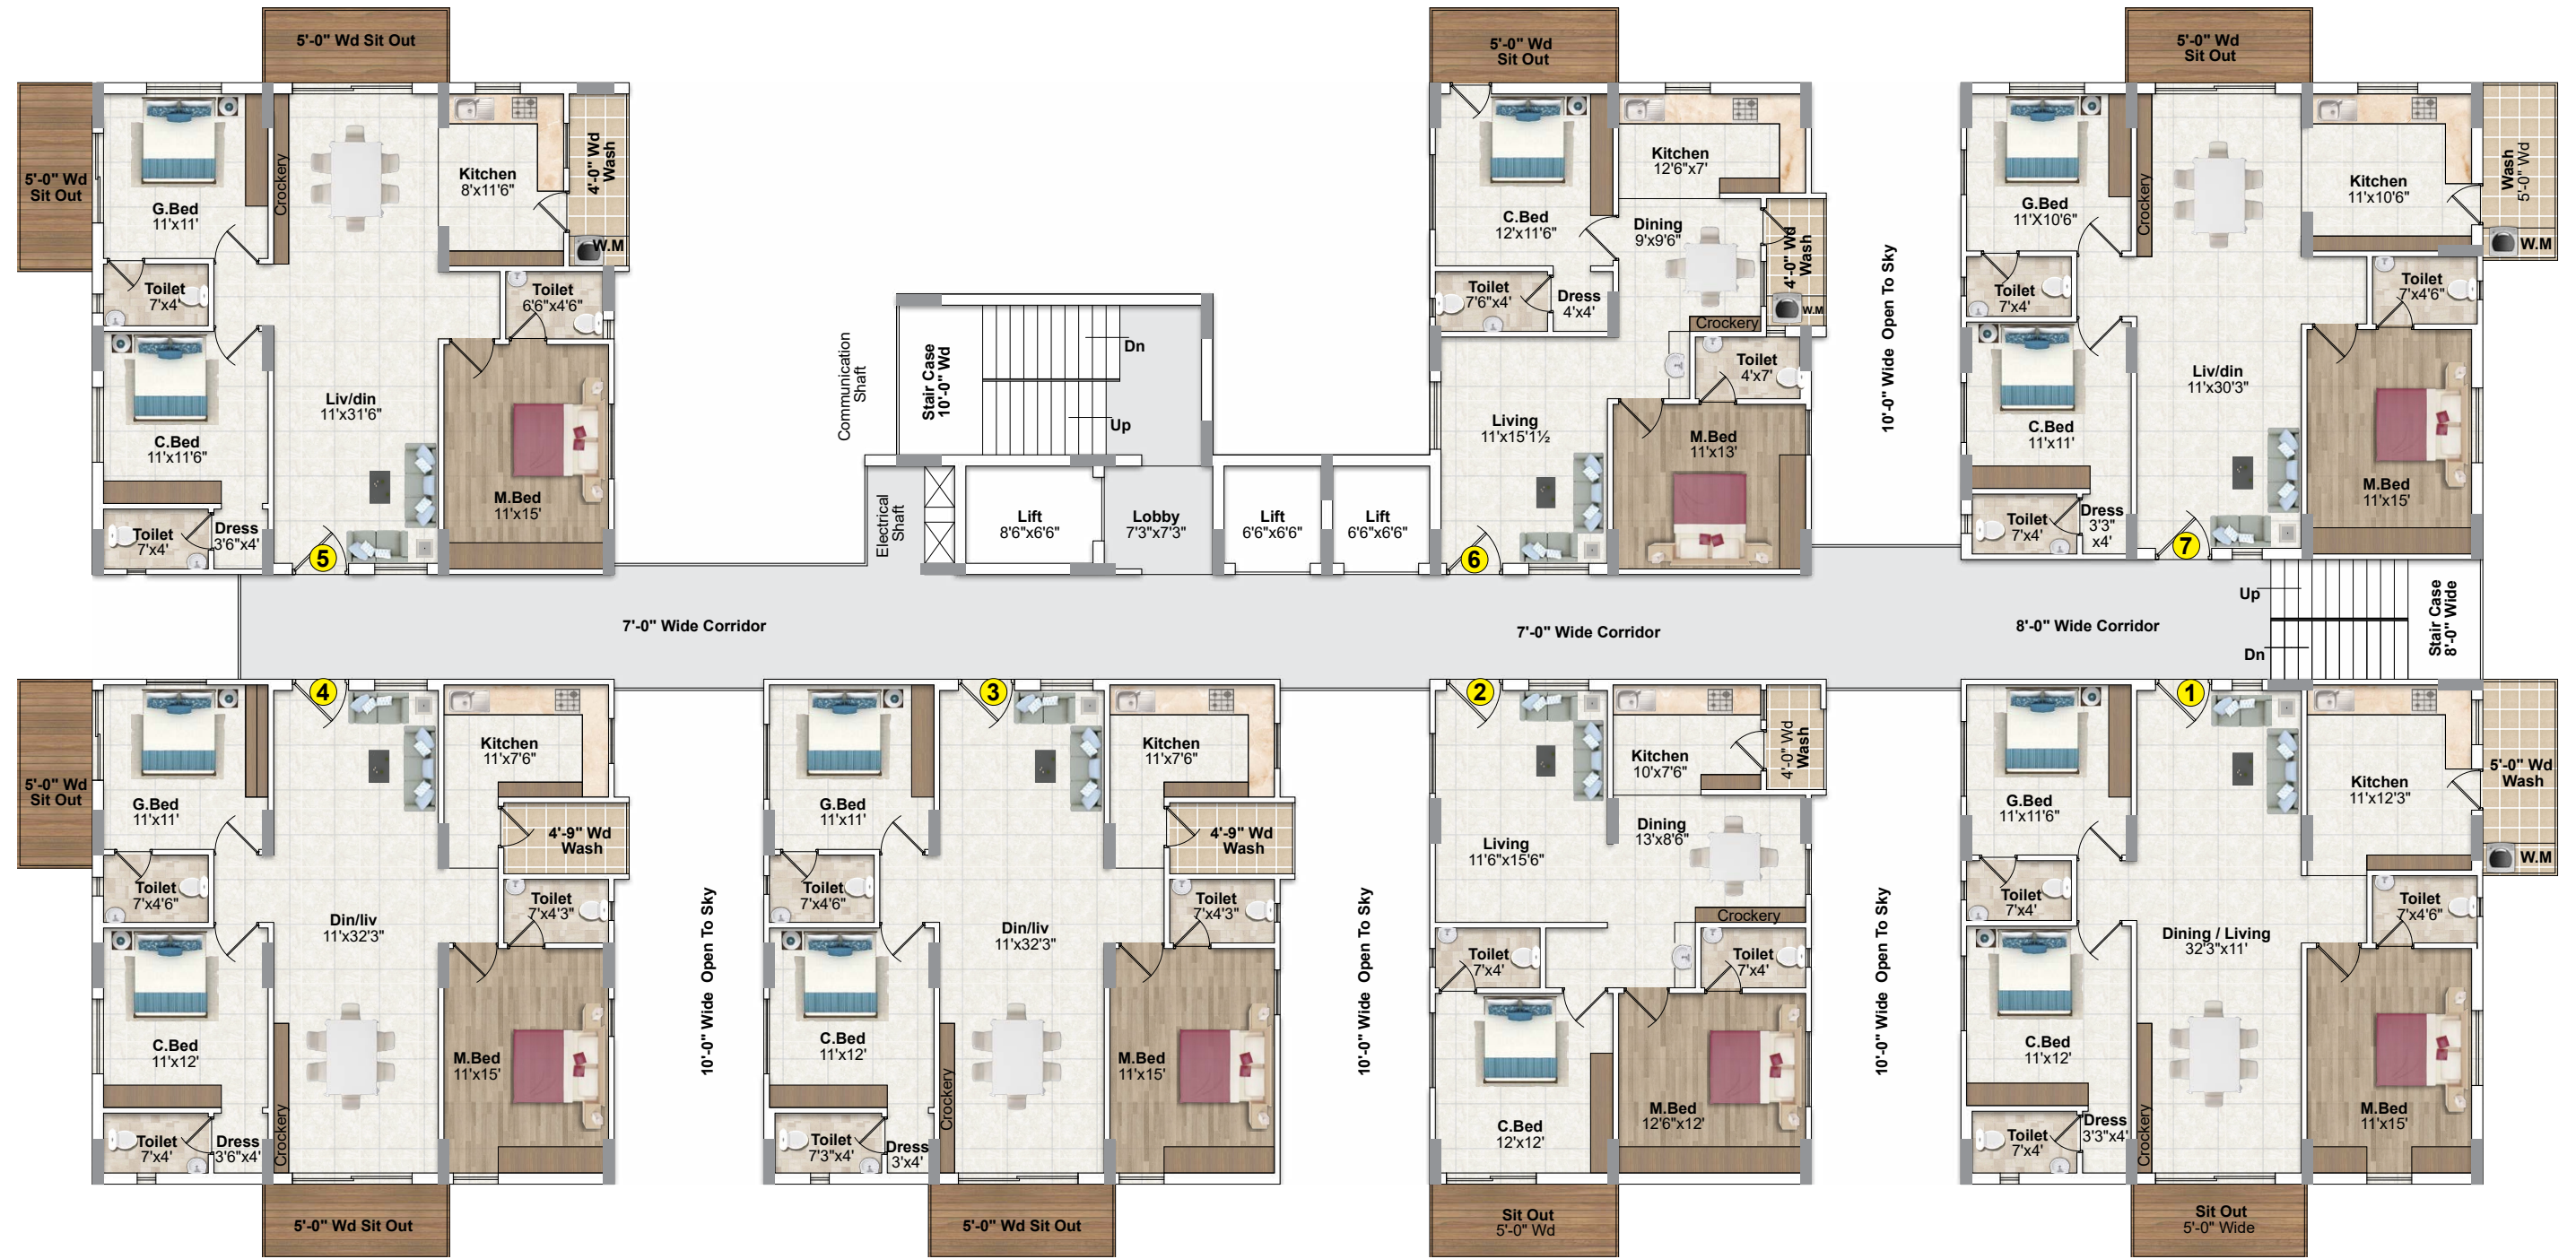 5'-0" Wd Sit Out
5'-0" Wd
Sit Out
G.Bed
11'x11'
Crockery
Kitchen
8'x11'6"
4'-0" Wd
Wash
W.M
Toilet
7'x4'
Toilet
6'6"x4'6"
Liv/din
11'x31'6"
C.Bed
11'x11'6"
M.Bed
11'x15'
Toilet
7'x4'
Dress
3'6"x4'
5
Communication
Shaft
Stair Case
10'-0" Wd
Dn
Up
Electrical
Shaft
Lift
8'6"x6'6"
Lobby
7'3"x7'3"
Lift
6'6"x6'6"
Lift
6'6"x6'6"
5'-0" Wd
Sit Out
C.Bed
12'x11'6"
Kitchen
12'6"x7'
Dining
9'x9'6"
4'-0" Wd
Wash
W.M
Toilet
7'6"x4'
Dress
4'x4'
Crockery
Toilet
4'x7'
Living
11'x15'1½
M.Bed
11'x13'
6
10'-0" Wide Open To Sky
5'-0" Wd
Sit Out
G.Bed
11'X10'6"
Crockery
Kitchen
11'x10'6"
Wash
5'-0" Wd
W.M
Toilet
7'x4'
Toilet
7'x4'6"
Liv/din
11'x30'3"
C.Bed
11'x11'
M.Bed
11'x15'
Toilet
7'x4'
Dress
3'3"
x4'
7
7'-0" Wide Corridor
7'-0" Wide Corridor
8'-0" Wide Corridor
Up
Dn
Stair Case
8'-0" Wide
4
5'-0" Wd
Sit Out
G.Bed
11'x11'
Kitchen
11'x7'6"
4'-9" Wd
Wash
Toilet
7'x4'6"
Toilet
7'x4'3"
Din/liv
11'x32'3"
C.Bed
11'x12'
M.Bed
11'x15'
Toilet
7'x4'
Dress
3'6"x4'
Crockery
5'-0" Wd Sit Out
10'-0" Wide Open To Sky
3
G.Bed
11'x11'
Kitchen
11'x7'6"
4'-9" Wd
Wash
Toilet
7'x4'6"
Toilet
7'x4'3"
Din/liv
11'x32'3"
C.Bed
11'x12'
M.Bed
11'x15'
Toilet
7'3"x4'
Dress
3'x4'
Crockery
5'-0" Wd Sit Out
10'-0" Wide Open To Sky
2
Kitchen
10'x7'6"
4'-0" Wd
Wash
Living
11'6"x15'6"
Dining
13'x8'6"
Crockery
Toilet
7'x4'
Toilet
7'x4'
C.Bed
12'x12'
M.Bed
12'6"x12'
Sit Out
5'-0" Wd
10'-0" Wide Open To Sky
1
G.Bed
11'x11'6"
Kitchen
11'x12'3"
5'-0" Wd
Wash
W.M
Toilet
7'x4'
Toilet
7'x4'6"
Dining / Living
32'3"x11'
C.Bed
11'x12'
M.Bed
11'x15'
Toilet
7'x4'
Dress
3'3"x4'
Crockery
Sit Out
5'-0" Wide